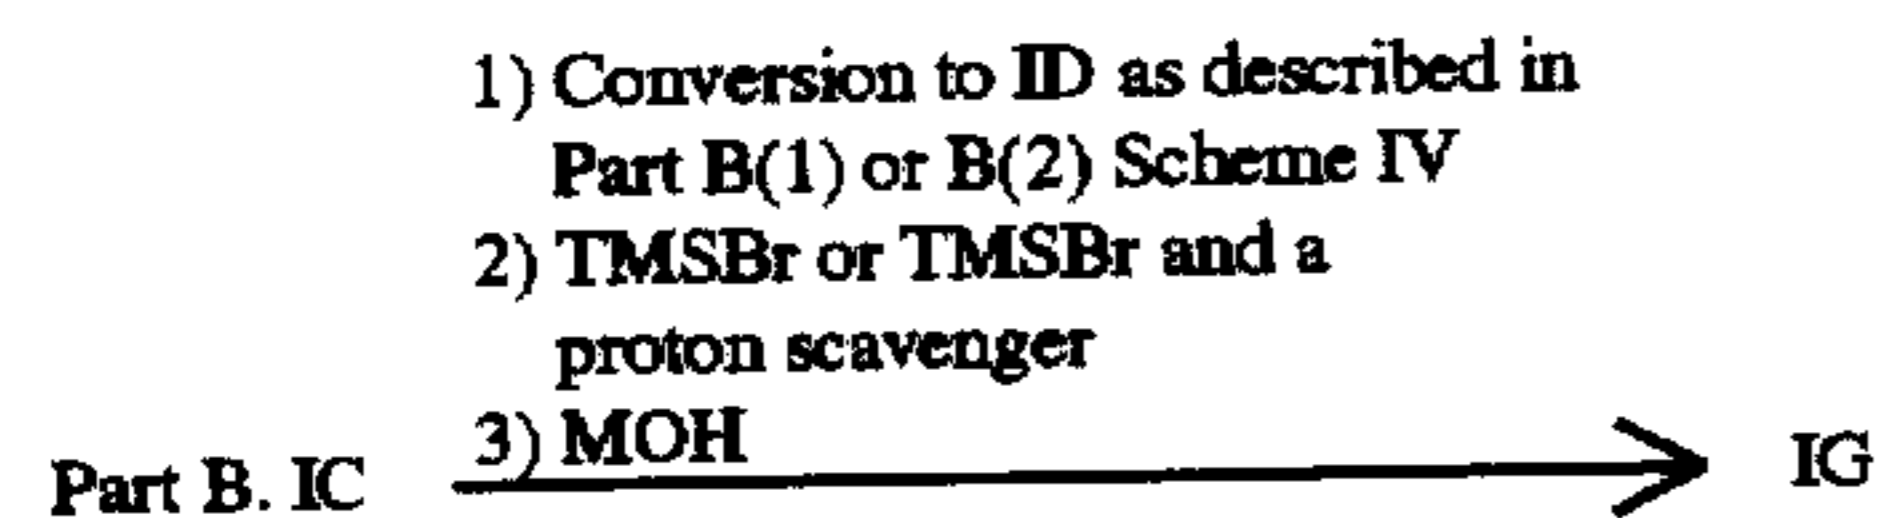 1) Conversion to ID as described in
Part B(1) or B(2) Scheme IV
2) TMSBr or TMSBr and a
proton scavenger
3) MOH
Part B. IC IG